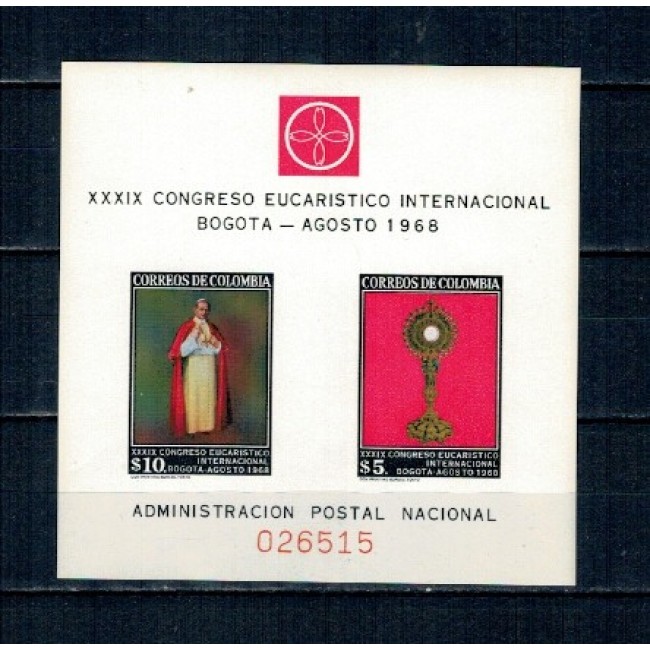 XXXIX CONGRESO EUCARISTICO INTERNACIONAL
BOGOTA — AGOSTO 1968
CORREOS DE COLOMBIA
XXXIX CONGRESO EUCARISTICO
INTERNACIONAL
$10. BOGOTA-AGOSTO 1968
CORREOS DE COLOMBIA
XXXIX CONGRESO EUCARISTICO
INTERNACIONAL
$5. BOGOTA-AGOSTO 1968
ADMINISTRACION POSTAL NACIONAL
026515